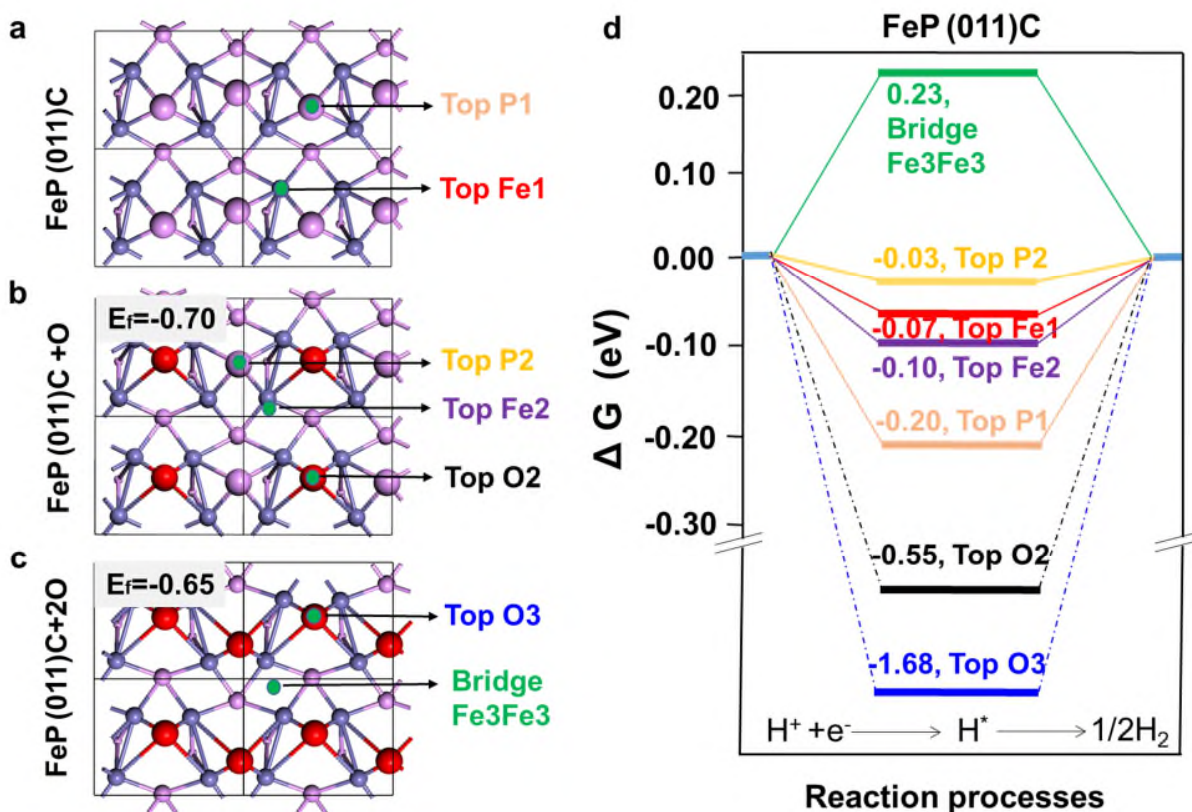 a
FeP (011)C
Top P1
Top Fe1
b
FeP (011)C +O
Ef=-0.70
Top P2
Top Fe2
Top O2
c
FeP (011)C+2O
Ef=-0.65
Top O3
Bridge
Fe3Fe3
d
FeP (011)C
Δ G (eV)
0.20
0.10
0.00
-0.10
-0.20
-0.30
0.23,
Bridge
Fe3Fe3
-0.03, Top P2
-0.07, Top Fe1
-0.10, Top Fe2
-0.20, Top P1
-0.55, Top O2
-1.68, Top O3
H+ +e- → H* → 1/2H2
Reaction processes